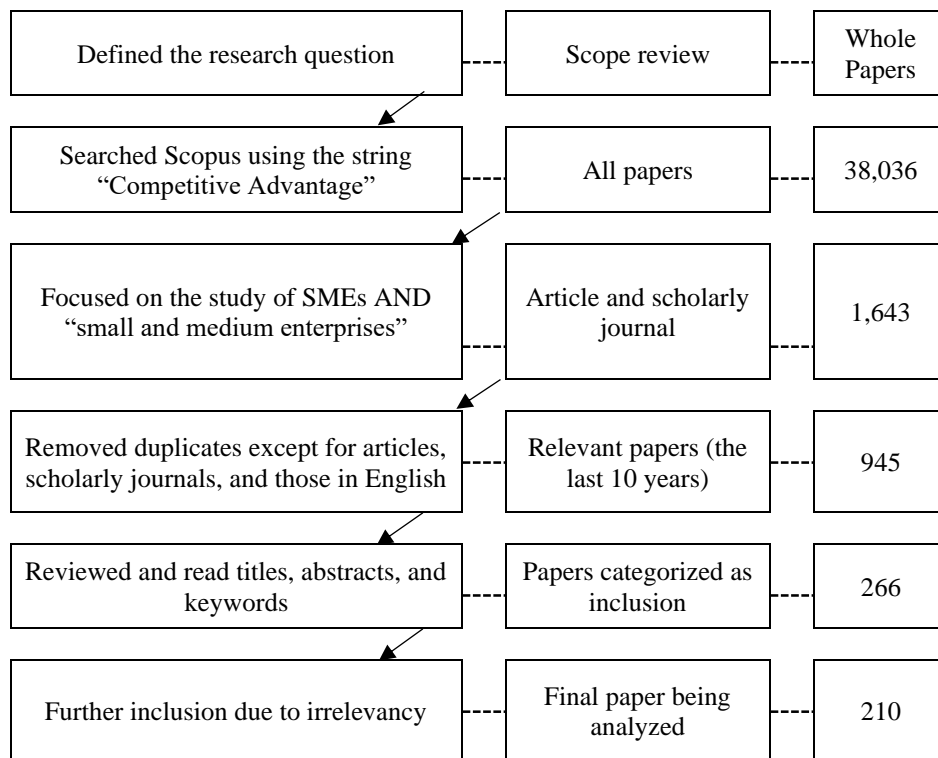 Defined the research question
Scope review
Whole
Papers
Searched Scopus using the string
“Competitive Advantage”
All papers
38,036
Focused on the study of SMEs AND
“small and medium enterprises”
Article and scholarly
journal
1,643
Removed duplicates except for articles,
scholarly journals, and those in English
Relevant papers (the
last 10 years)
945
Reviewed and read titles, abstracts, and
keywords
Papers categorized as
inclusion
266
Further inclusion due to irrelevancy
Final paper being
analyzed
210